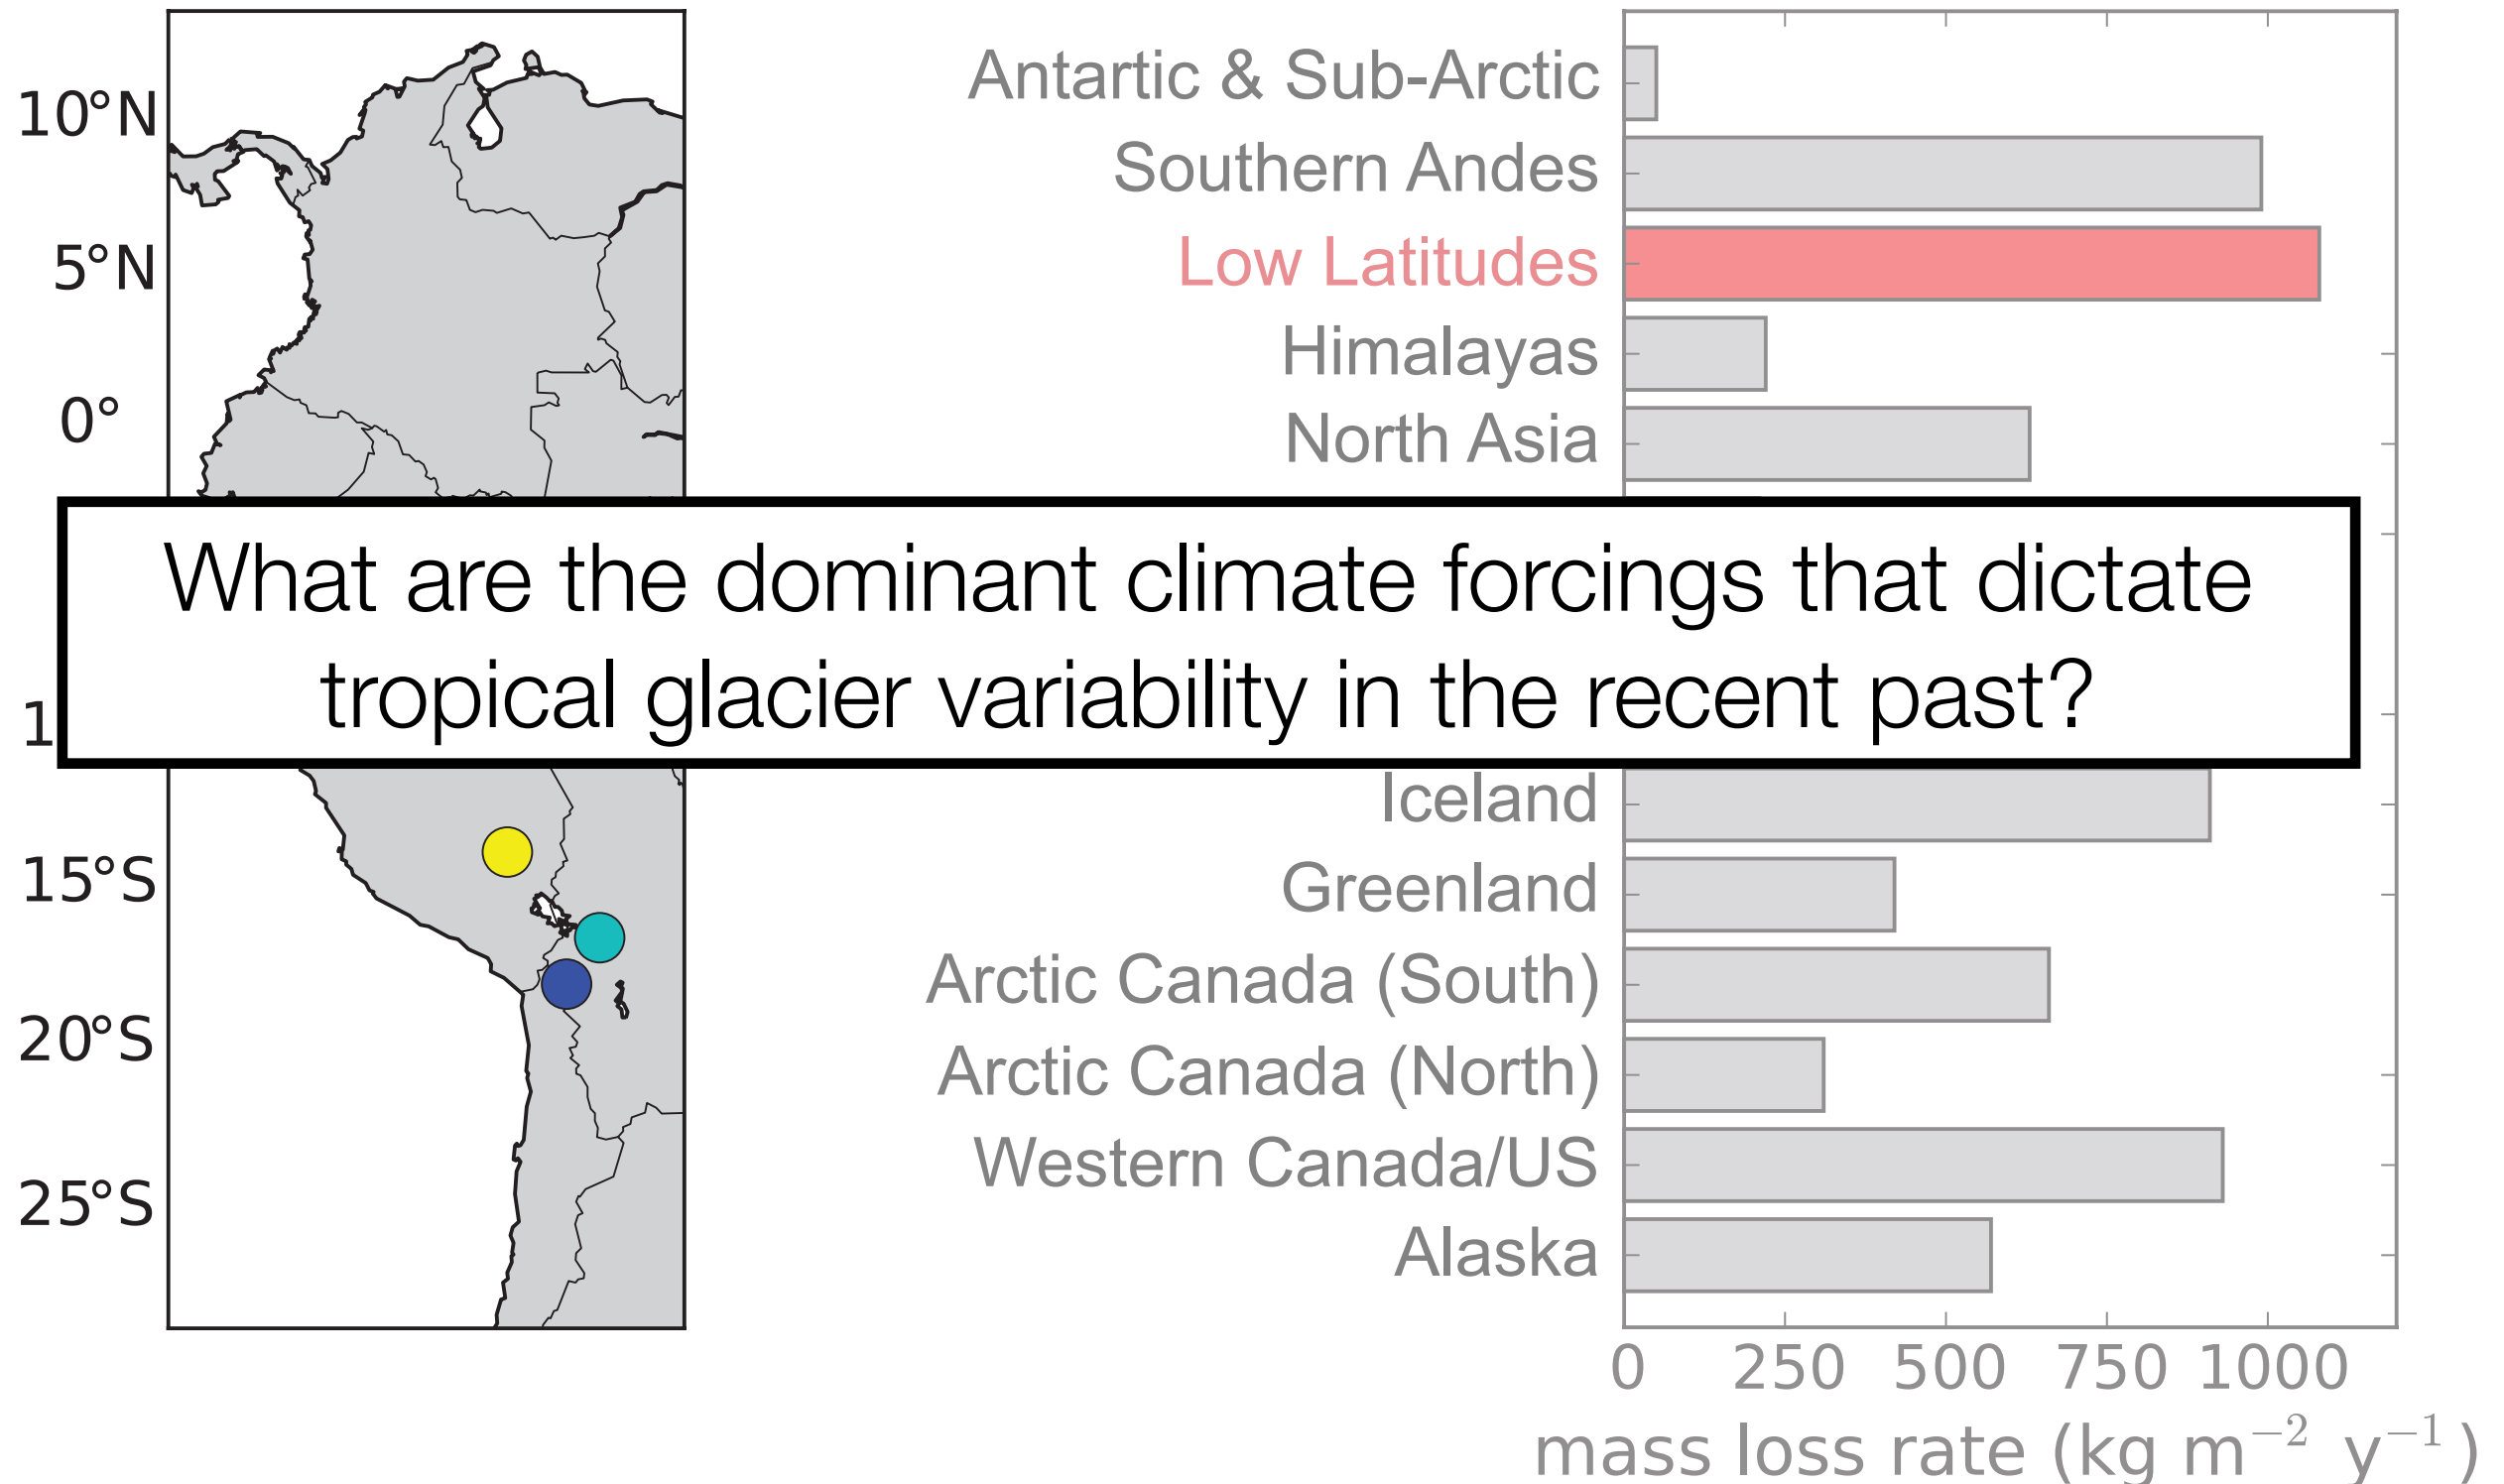 10°N
5°N
0°
15°S
20°S
25°S
What are the dominant climate forcings that dictate
tropical glacier variability in the recent past?
Antartic & Sub-Arctic
Southern Andes
Low Latitudes
Himalayas
North Asia
Iceland
Greenland
Arctic Canada (South)
Arctic Canada (North)
Western Canada/US
Alaska
0 250 500 750 1000
mass loss rate (kg m⁻² y⁻¹)